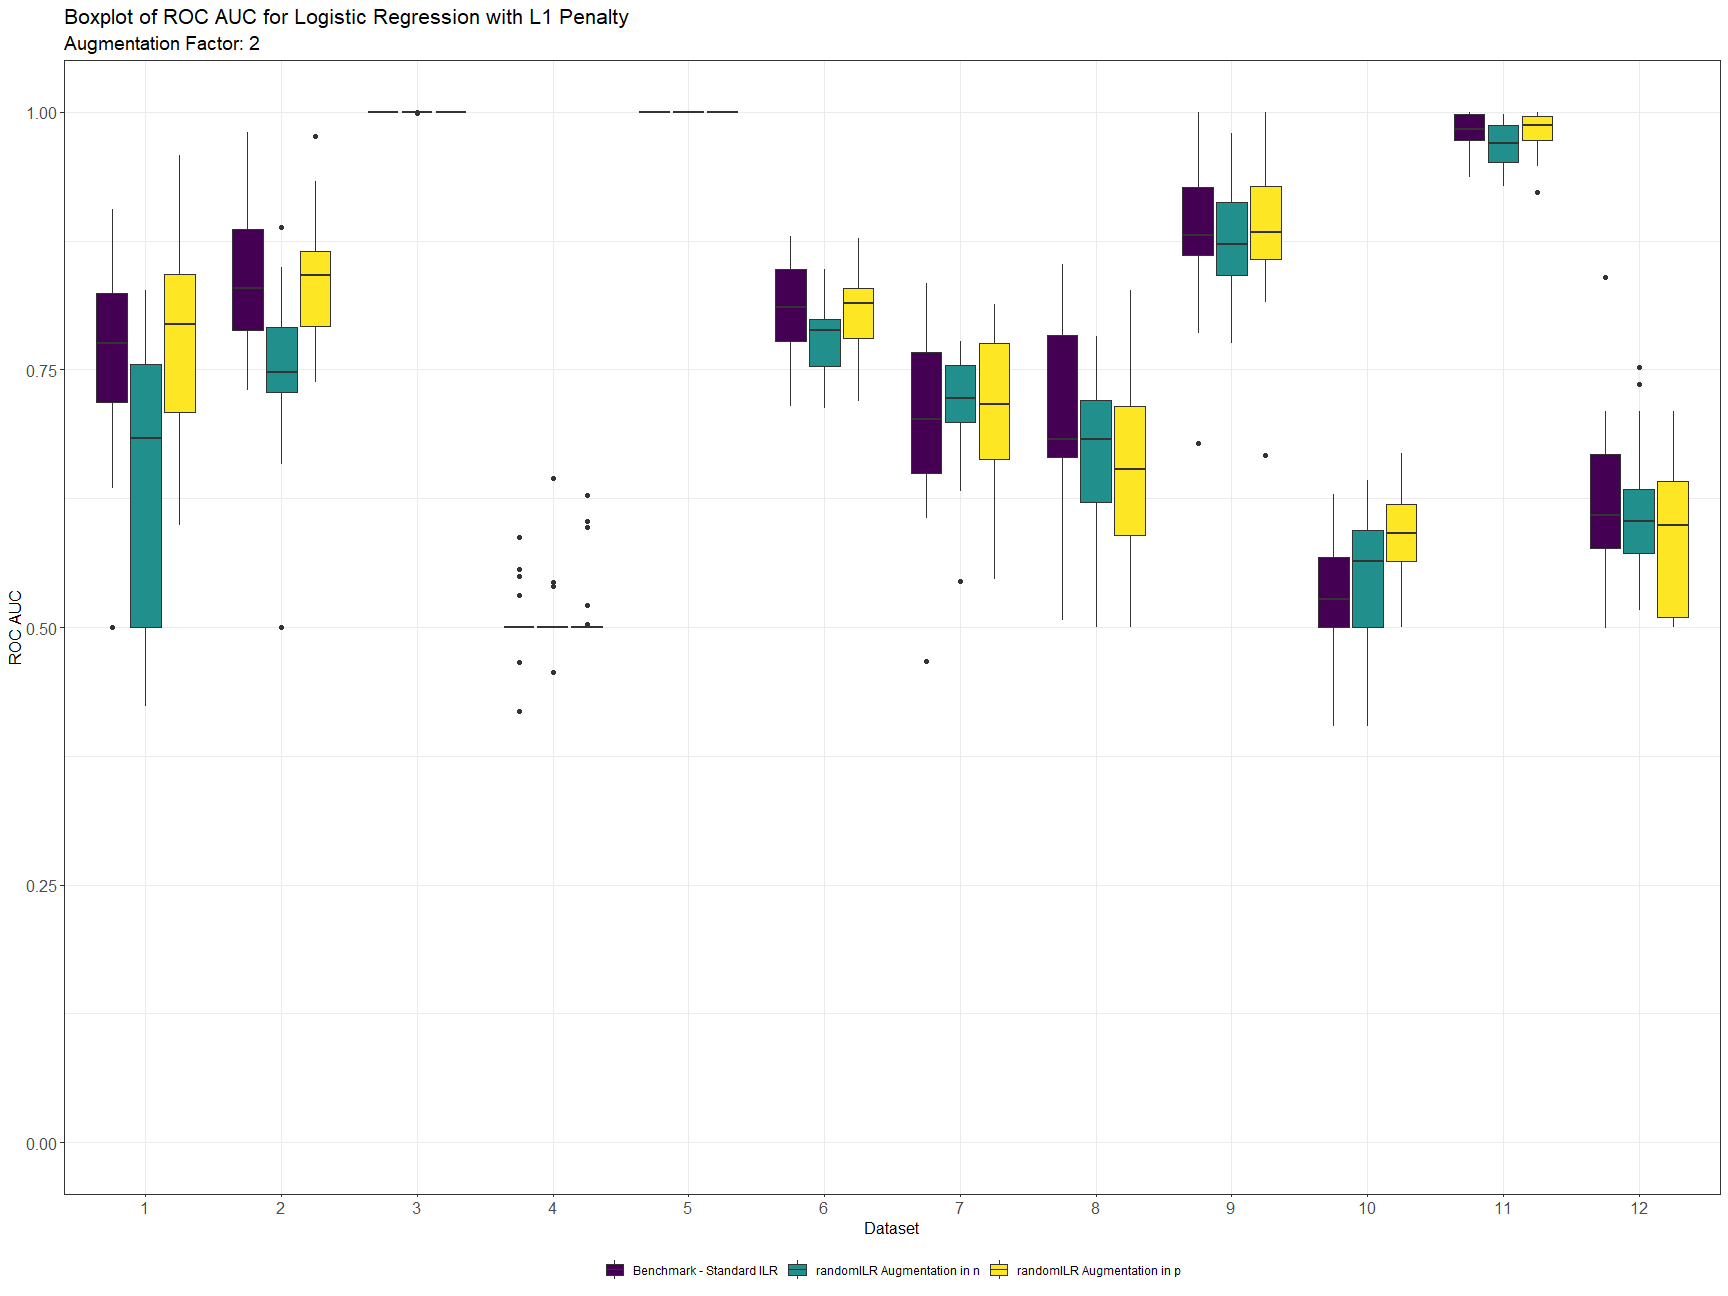 Boxplot of ROC AUC for Logistic Regression with L1 Penalty
Augmentation Factor: 2
ROC AUC
1.00
0.75
0.50
0.25
0.00
1 2 3 4 5 6 7 8 9 10 11 12
Dataset
Benchmark - Standard ILR randomILR Augmentation in n randomILR Augmentation in p